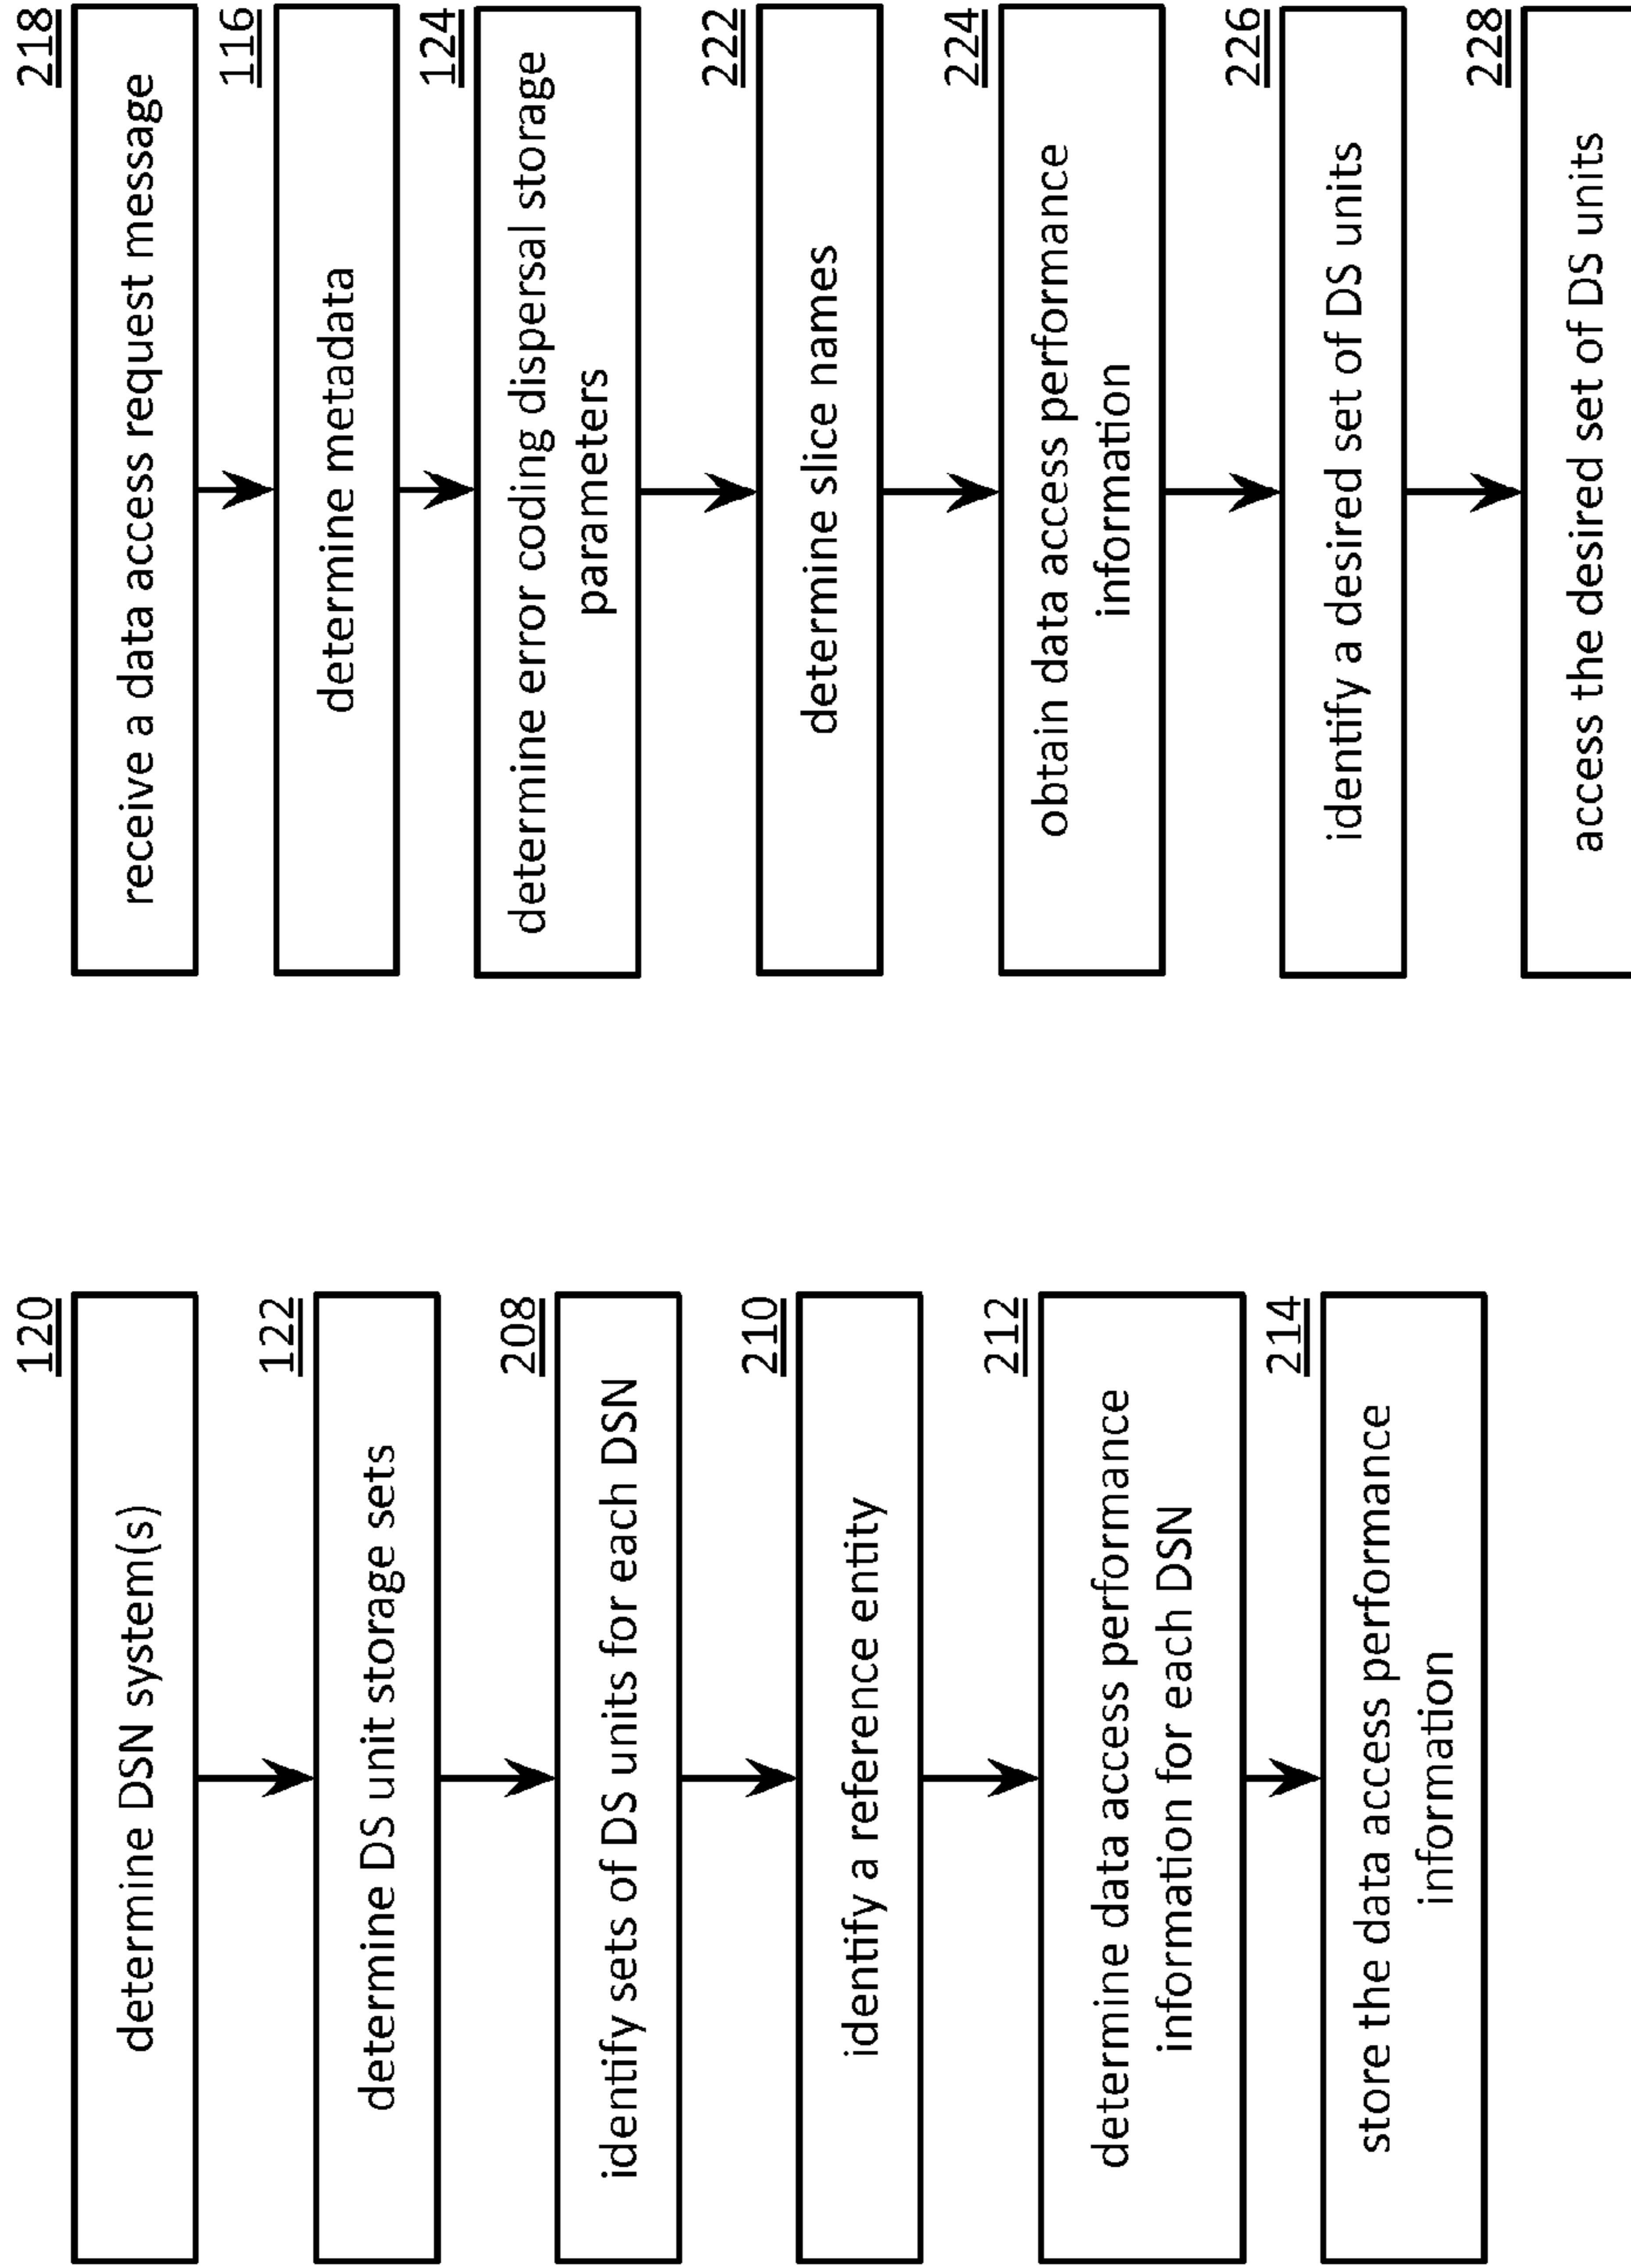 120
determine DSN system(s)
122
determine DS unit storage sets
208
identify sets of DS units for each DSN
210
identify a reference entity
212
determine data access performance
information for each DSN
214
store the data access performance
information
218
receive a data access request message
116
determine metadata
124
determine error coding dispersal storage
parameters
222
determine slice names
224
obtain data access performance
information
226
identify a desired set of DS units
228
access the desired set of DS units